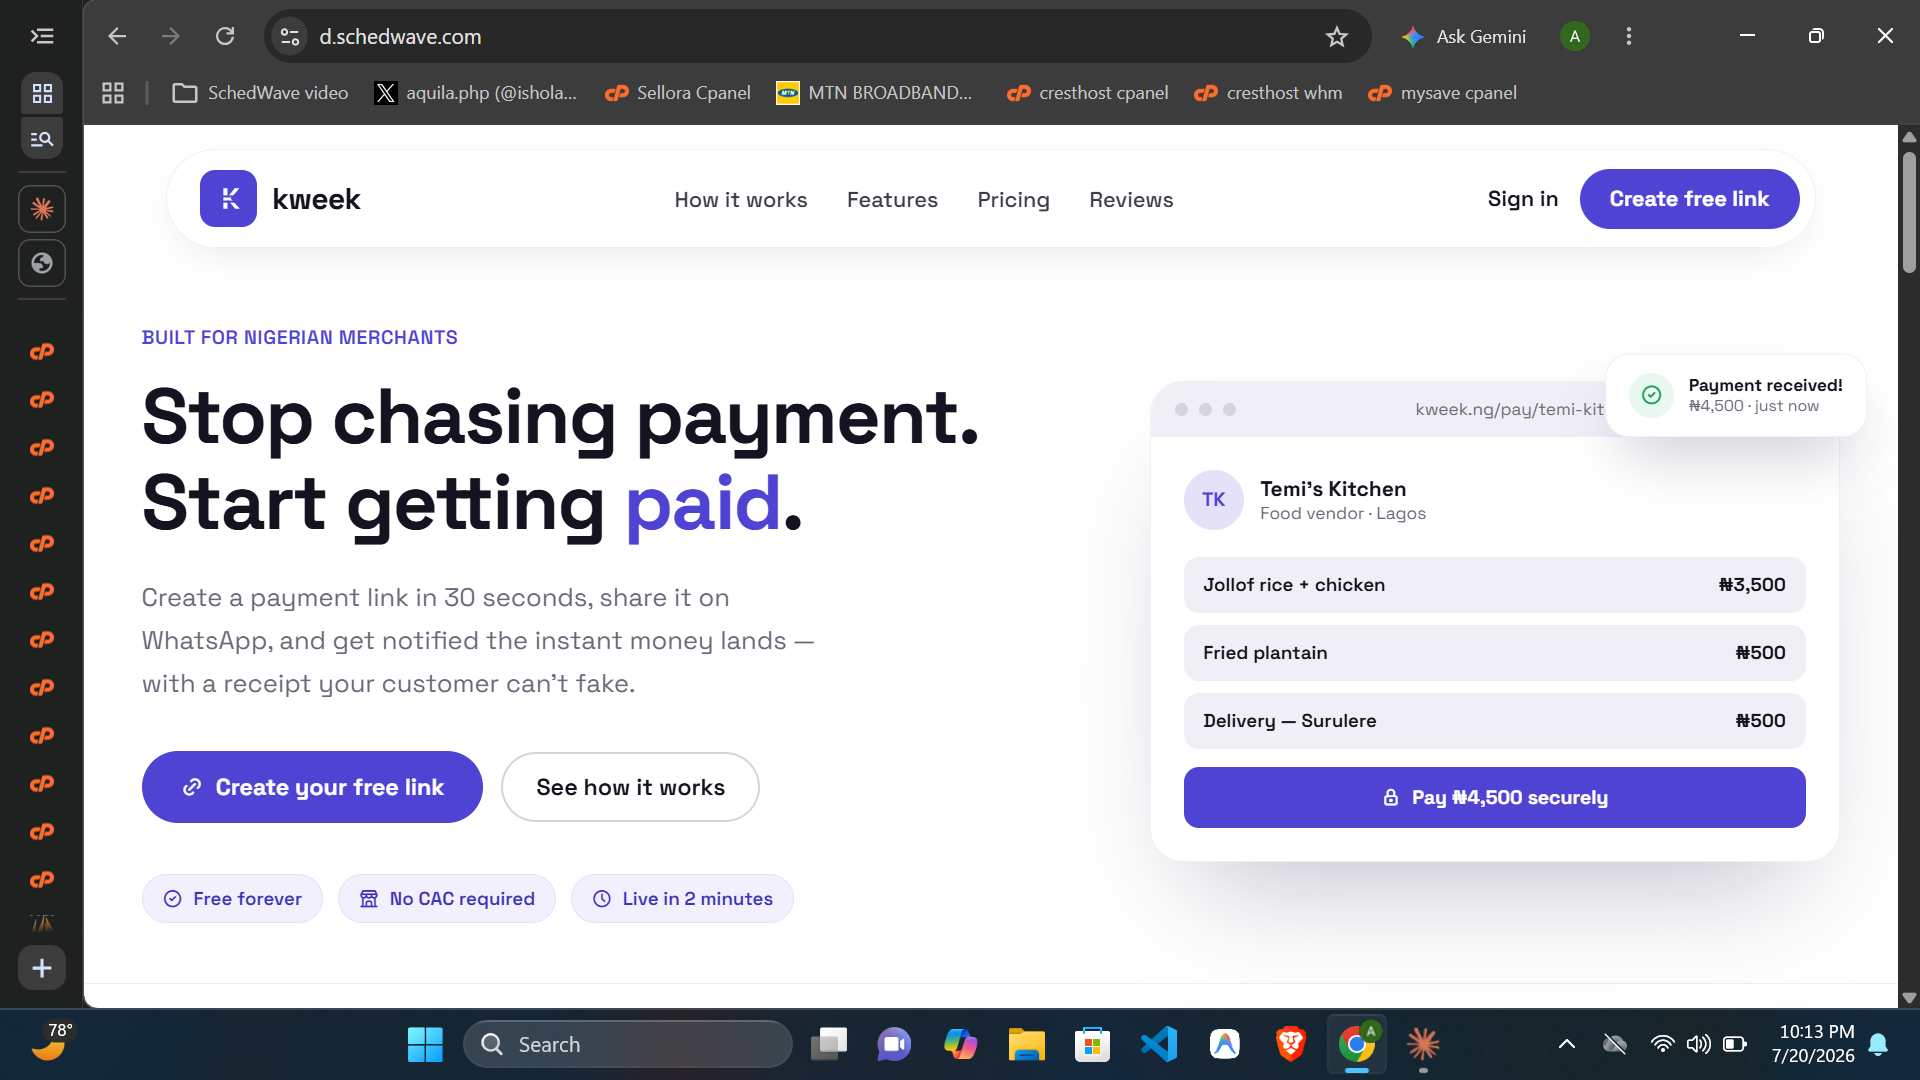 d.schedwave.com
Ask Gemini
A
SchedWave video
aquila.php (@ishola...
Sellora Cpanel
MTN BROADBAND...
cresthost cpanel
cresthost whm
mysave cpanel
K
kweek
How it works
Features
Pricing
Reviews
Sign in
Create free link
BUILT FOR NIGERIAN MERCHANTS
Stop chasing payment.
Start getting paid.
Create a payment link in 30 seconds, share it on
WhatsApp, and get notified the instant money lands —
with a receipt your customer can’t fake.
Create your free link
See how it works
Free forever
No CAC required
Live in 2 minutes
kweek.ng/pay/temi-kit
Payment received!
₦4,500 · just now
TK
Temi’s Kitchen
Food vendor · Lagos
Jollof rice + chicken
₦3,500
Fried plantain
₦500
Delivery — Surulere
₦500
Pay ₦4,500 securely
78°
Search
A
10:13 PM
7/20/2026